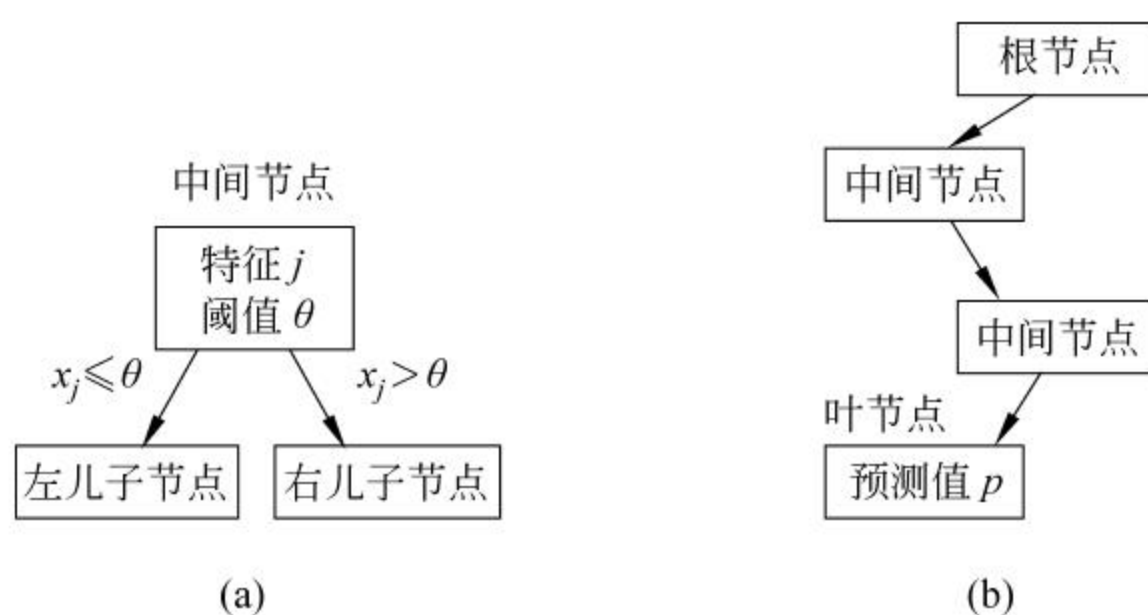 中间节点
特征 j
阈值 θ
x_j≤θ
x_j>θ
左儿子节点
右儿子节点
(a)
根节点
中间节点
中间节点
叶节点
预测值 p
(b)